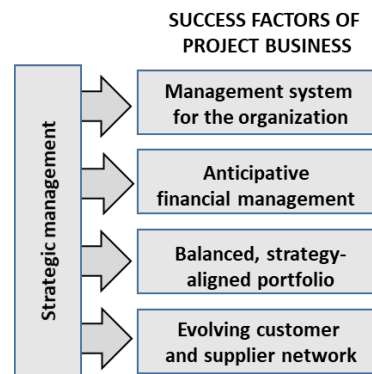 SUCCESS FACTORS OF
PROJECT BUSINESS
Strategic management
Management system
for the organization
Anticipative
financial management
Balanced, strategy-
aligned portfolio
Evolving customer
and supplier network